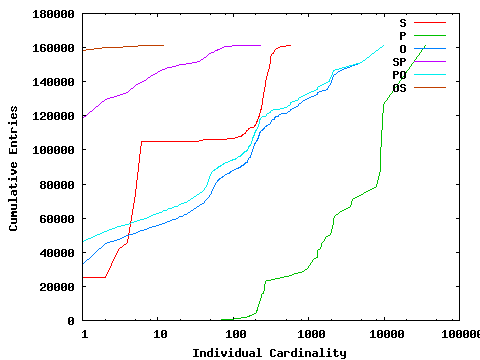 180000
160000
140000
120000
100000
80000
60000
40000
20000
0
Cumulative Entries
S
P
O
SP
PO
OS
1 10 100 1000 10000 100000
Individual Cardinality